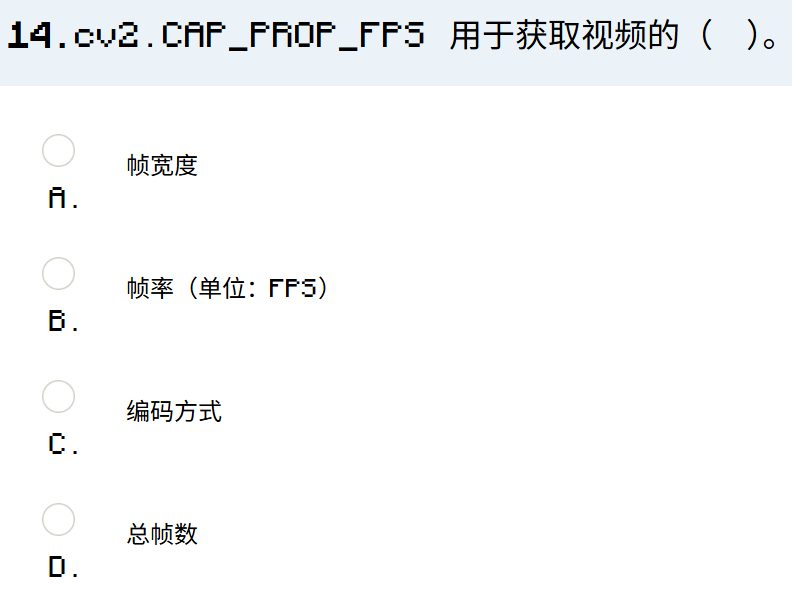 14.cv2.CAP_PROP_FPS 用于获取视频的（ ）。
帧宽度
A.
帧率（单位：FPS）
B.
编码方式
C.
总帧数
D.